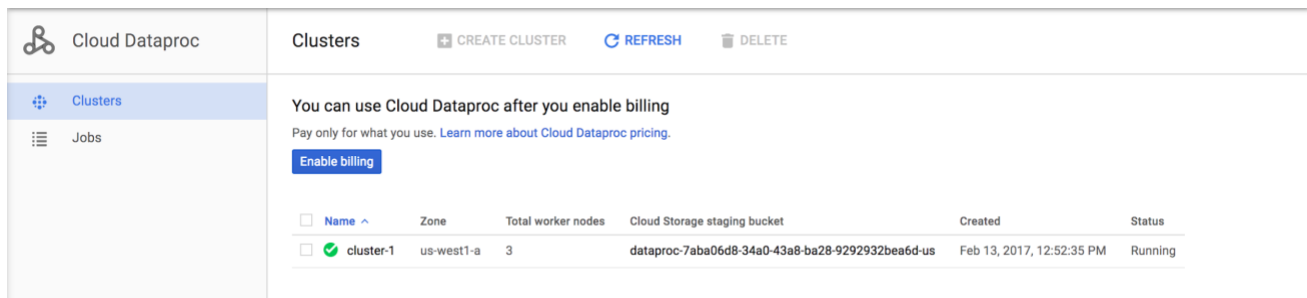 Cloud Dataproc
Clusters CREATE CLUSTER REFRESH DELETE
Clusters
Jobs
You can use Cloud Dataproc after you enable billing
Pay only for what you use. Learn more about Cloud Dataproc pricing.
Enable billing
Name Zone Total worker nodes Cloud Storage staging bucket Created Status
cluster-1 us-west1-a 3 dataproc-7aba06d8-34a0-43a8-ba28-9292932bea6d-us Feb 13, 2017, 12:52:35 PM Running